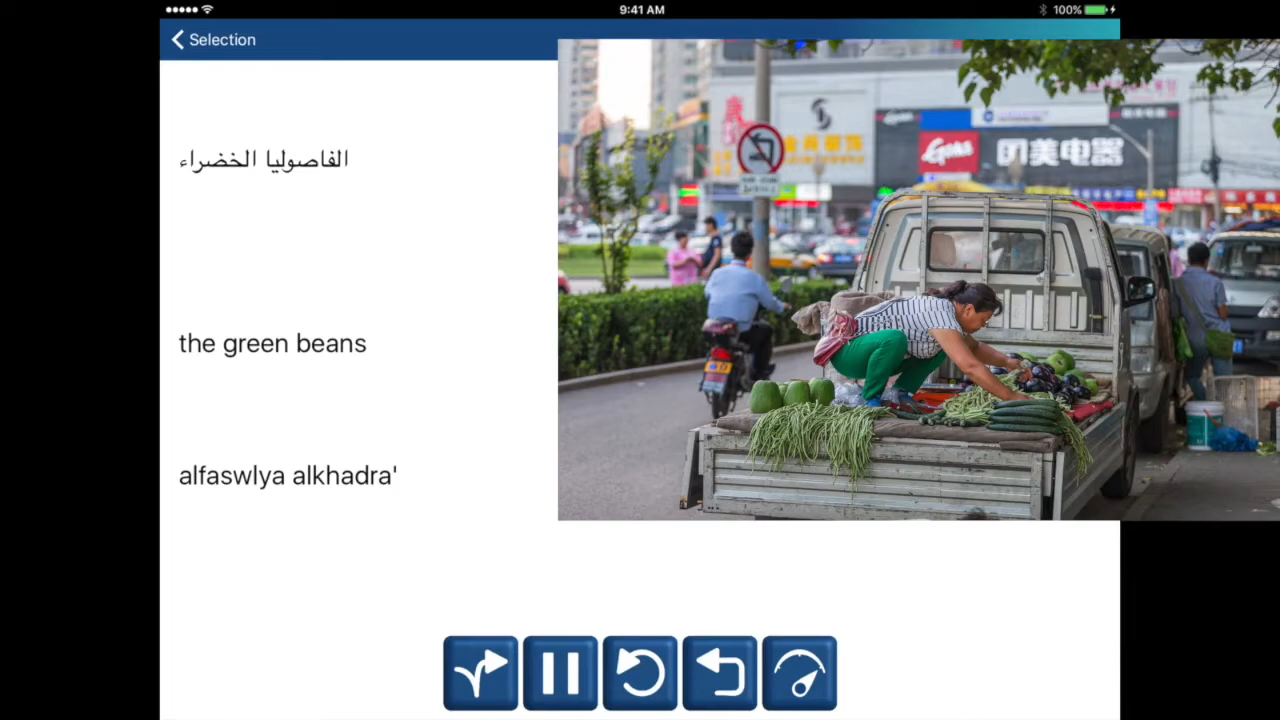 9:41 AM
100%
Selection
الفاصوليا الخضراء
the green beans
alfaswlya alkhadra'
国美电器